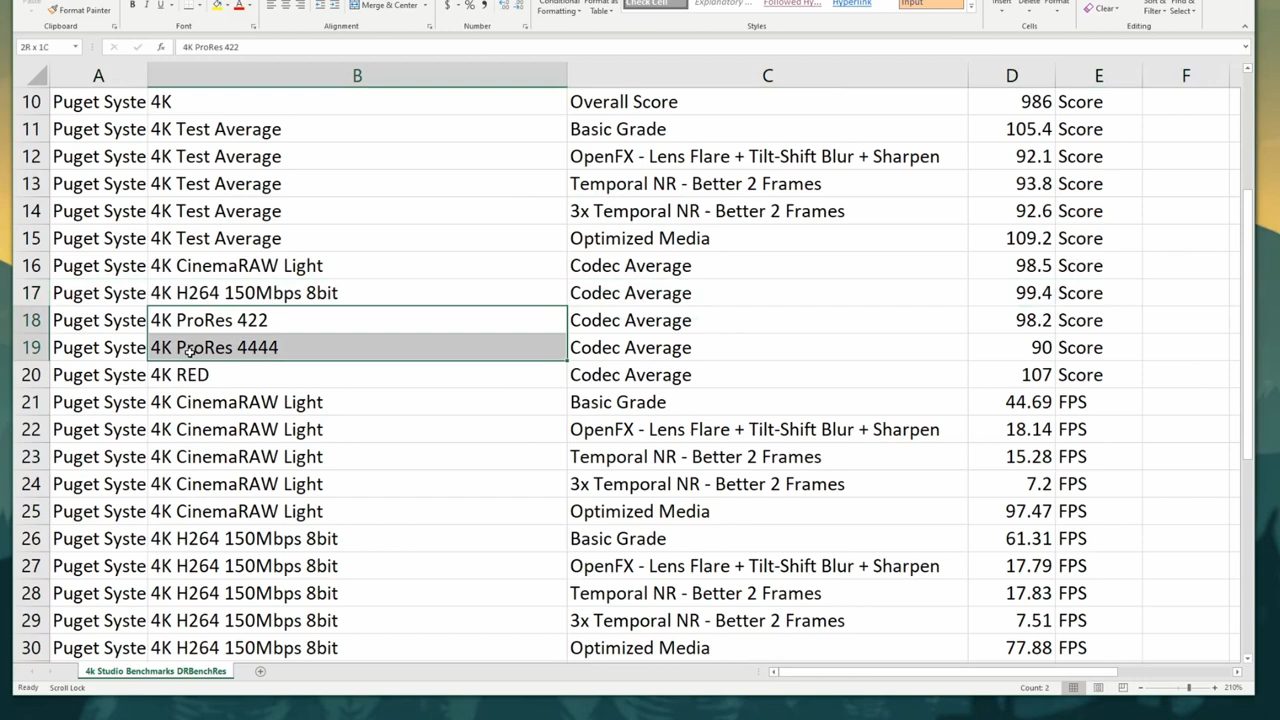 Format Painter
B I U
A
Merge & Center
$ % ,
Conditional Formatting
Format as Table
Check Cell
Explanatory ...
Followed Hy...
Hyperlink
Input
Insert Delete Format
Clear
Sort & Filter Find & Select
Clipboard Font Alignment Number Styles Cells Editing
2R x 1C fx 4K ProRes 422
A B C D E F
10 Puget Syste 4K Overall Score 986 Score
11 Puget Syste 4K Test Average Basic Grade 105.4 Score
12 Puget Syste 4K Test Average OpenFX - Lens Flare + Tilt-Shift Blur + Sharpen 92.1 Score
13 Puget Syste 4K Test Average Temporal NR - Better 2 Frames 93.8 Score
14 Puget Syste 4K Test Average 3x Temporal NR - Better 2 Frames 92.6 Score
15 Puget Syste 4K Test Average Optimized Media 109.2 Score
16 Puget Syste 4K CinemaRAW Light Codec Average 98.5 Score
17 Puget Syste 4K H264 150Mbps 8bit Codec Average 99.4 Score
18 Puget Syste 4K ProRes 422 Codec Average 98.2 Score
19 Puget Syste 4K ProRes 4444 Codec Average 90 Score
20 Puget Syste 4K RED Codec Average 107 Score
21 Puget Syste 4K CinemaRAW Light Basic Grade 44.69 FPS
22 Puget Syste 4K CinemaRAW Light OpenFX - Lens Flare + Tilt-Shift Blur + Sharpen 18.14 FPS
23 Puget Syste 4K CinemaRAW Light Temporal NR - Better 2 Frames 15.28 FPS
24 Puget Syste 4K CinemaRAW Light 3x Temporal NR - Better 2 Frames 7.2 FPS
25 Puget Syste 4K CinemaRAW Light Optimized Media 97.47 FPS
26 Puget Syste 4K H264 150Mbps 8bit Basic Grade 61.31 FPS
27 Puget Syste 4K H264 150Mbps 8bit OpenFX - Lens Flare + Tilt-Shift Blur + Sharpen 17.79 FPS
28 Puget Syste 4K H264 150Mbps 8bit Temporal NR - Better 2 Frames 17.83 FPS
29 Puget Syste 4K H264 150Mbps 8bit 3x Temporal NR - Better 2 Frames 7.51 FPS
30 Puget Syste 4K H264 150Mbps 8bit Optimized Media 77.88 FPS
4k Studio Benchmarks DRBenchRes
Ready Scroll Lock Count: 2 210%